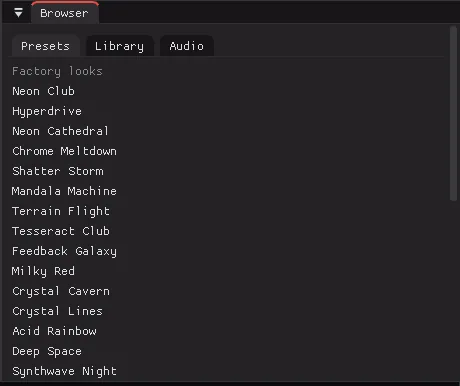 Browser
Presets Library Audio
Factory looks
Neon Club
Hyperdrive
Neon Cathedral
Chrome Meltdown
Shatter Storm
Mandala Machine
Terrain Flight
Tesseract Club
Feedback Galaxy
Milky Red
Crystal Cavern
Crystal Lines
Acid Rainbow
Deep Space
Synthwave Night